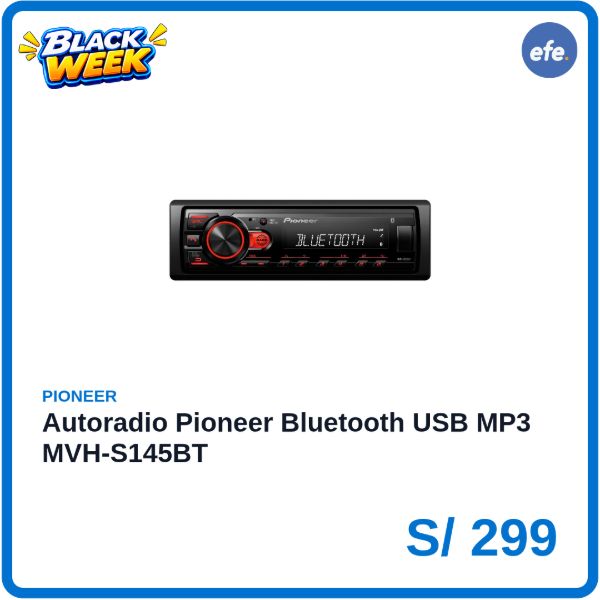 BLACK
WEEK
efe.
Pioneer
BLUETOOTH
PIONEER
Autoradio Pioneer Bluetooth USB MP3
MVH-S145BT
S/ 299